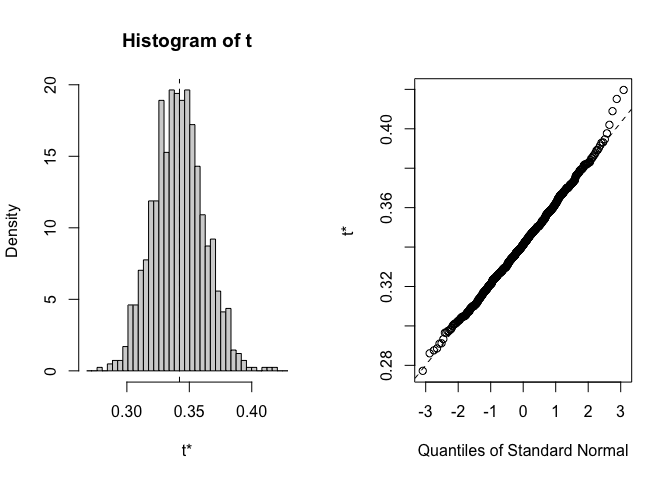 Histogram of t
Density
0
5
10
15
20
0.30 0.35 0.40
t*
t*
0.28
0.32
0.36
0.40
-3 -2 -1 0 1 2 3
Quantiles of Standard Normal